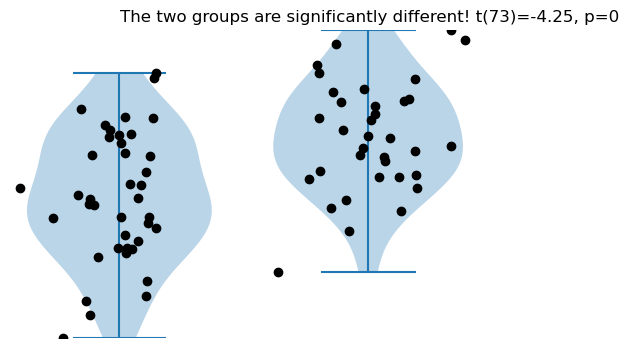 The two groups are significantly different! t(73)=-4.25, p=0